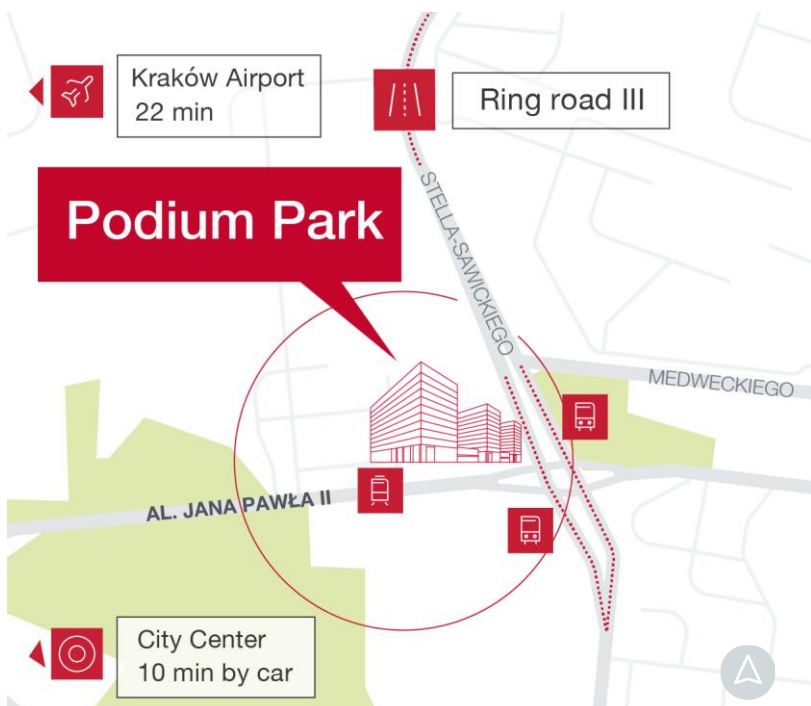 Kraków Airport
22 min
Ring road III
Podium Park
STELLA-SAWICKIEGO
MEDWECKIEGO
AL. JANA PAWŁA II
City Center
10 min by car